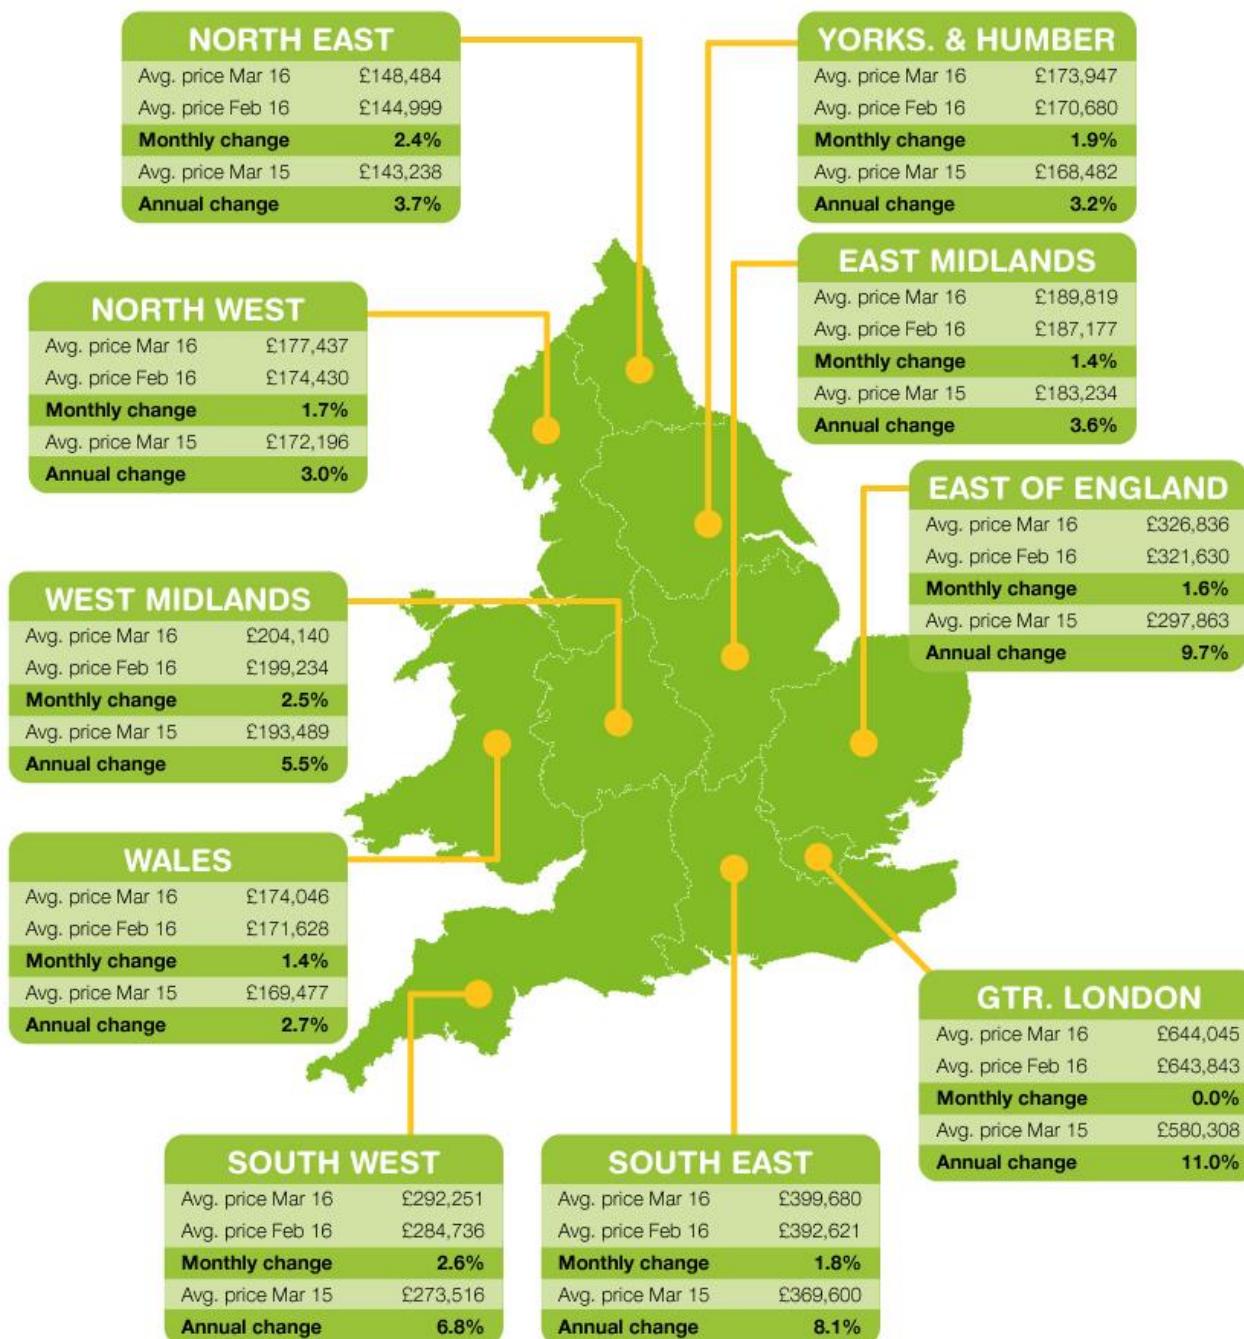 NORTH EAST
Avg. price Mar 16 £148,484
Avg. price Feb 16 £144,999
Monthly change 2.4%
Avg. price Mar 15 £143,238
Annual change 3.7%
YORKS. & HUMBER
Avg. price Mar 16 £173,947
Avg. price Feb 16 £170,680
Monthly change 1.9%
Avg. price Mar 15 £168,482
Annual change 3.2%
NORTH WEST
Avg. price Mar 16 £177,437
Avg. price Feb 16 £174,430
Monthly change 1.7%
Avg. price Mar 15 £172,196
Annual change 3.0%
EAST MIDLANDS
Avg. price Mar 16 £189,819
Avg. price Feb 16 £187,177
Monthly change 1.4%
Avg. price Mar 15 £183,234
Annual change 3.6%
EAST OF ENGLAND
Avg. price Mar 16 £326,836
Avg. price Feb 16 £321,630
Monthly change 1.6%
Avg. price Mar 15 £297,863
Annual change 9.7%
WEST MIDLANDS
Avg. price Mar 16 £204,140
Avg. price Feb 16 £199,234
Monthly change 2.5%
Avg. price Mar 15 £193,489
Annual change 5.5%
WALES
Avg. price Mar 16 £174,046
Avg. price Feb 16 £171,628
Monthly change 1.4%
Avg. price Mar 15 £169,477
Annual change 2.7%
GTR. LONDON
Avg. price Mar 16 £644,045
Avg. price Feb 16 £643,843
Monthly change 0.0%
Avg. price Mar 15 £580,308
Annual change 11.0%
SOUTH WEST
Avg. price Mar 16 £292,251
Avg. price Feb 16 £284,736
Monthly change 2.6%
Avg. price Mar 15 £273,516
Annual change 6.8%
SOUTH EAST
Avg. price Mar 16 £399,680
Avg. price Feb 16 £392,621
Monthly change 1.8%
Avg. price Mar 15 £369,600
Annual change 8.1%